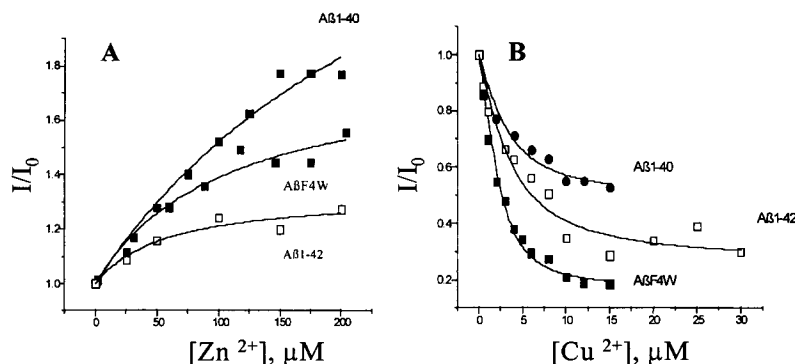 Aß1-40
A
I/I0
1.8
1.6
1.4
1.2
1.0
AßF4W
Aß1-42
0 50 100 150 200
[Zn 2+], µM
B
I/I0
1.0
0.8
0.6
0.4
0.2
Aß1-40
Aß1-42
AßF4W
0 5 10 15 20 25 30
[Cu 2+], µM